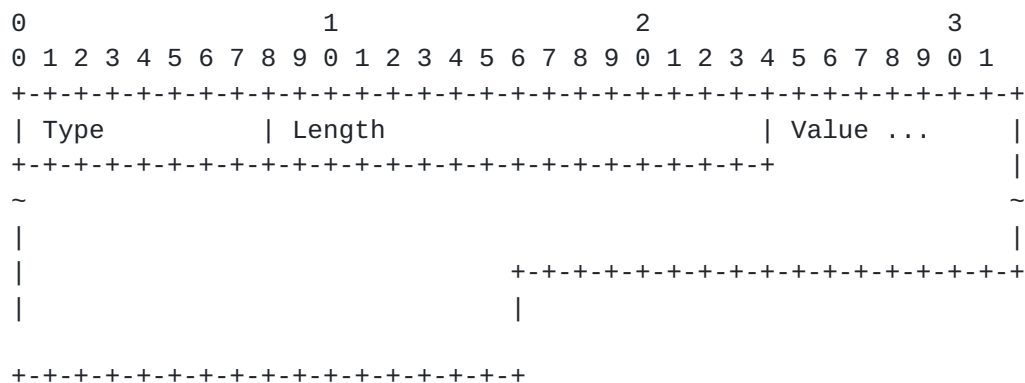 0                   1                   2                   3
0 1 2 3 4 5 6 7 8 9 0 1 2 3 4 5 6 7 8 9 0 1 2 3 4 5 6 7 8 9 0 1
+-+-+-+-+-+-+-+-+-+-+-+-+-+-+-+-+-+-+-+-+-+-+-+-+-+-+-+-+-+-+-+-+
| Type          | Length                        | Value ...     |
+-+-+-+-+-+-+-+-+-+-+-+-+-+-+-+-+-+-+-+-+-+-+-+-+               |
~                                                               ~
|                                                               |
|                               +-+-+-+-+-+-+-+-+-+-+-+-+-+-+-+-+
|                               |

+-+-+-+-+-+-+-+-+-+-+-+-+-+-+-+-+